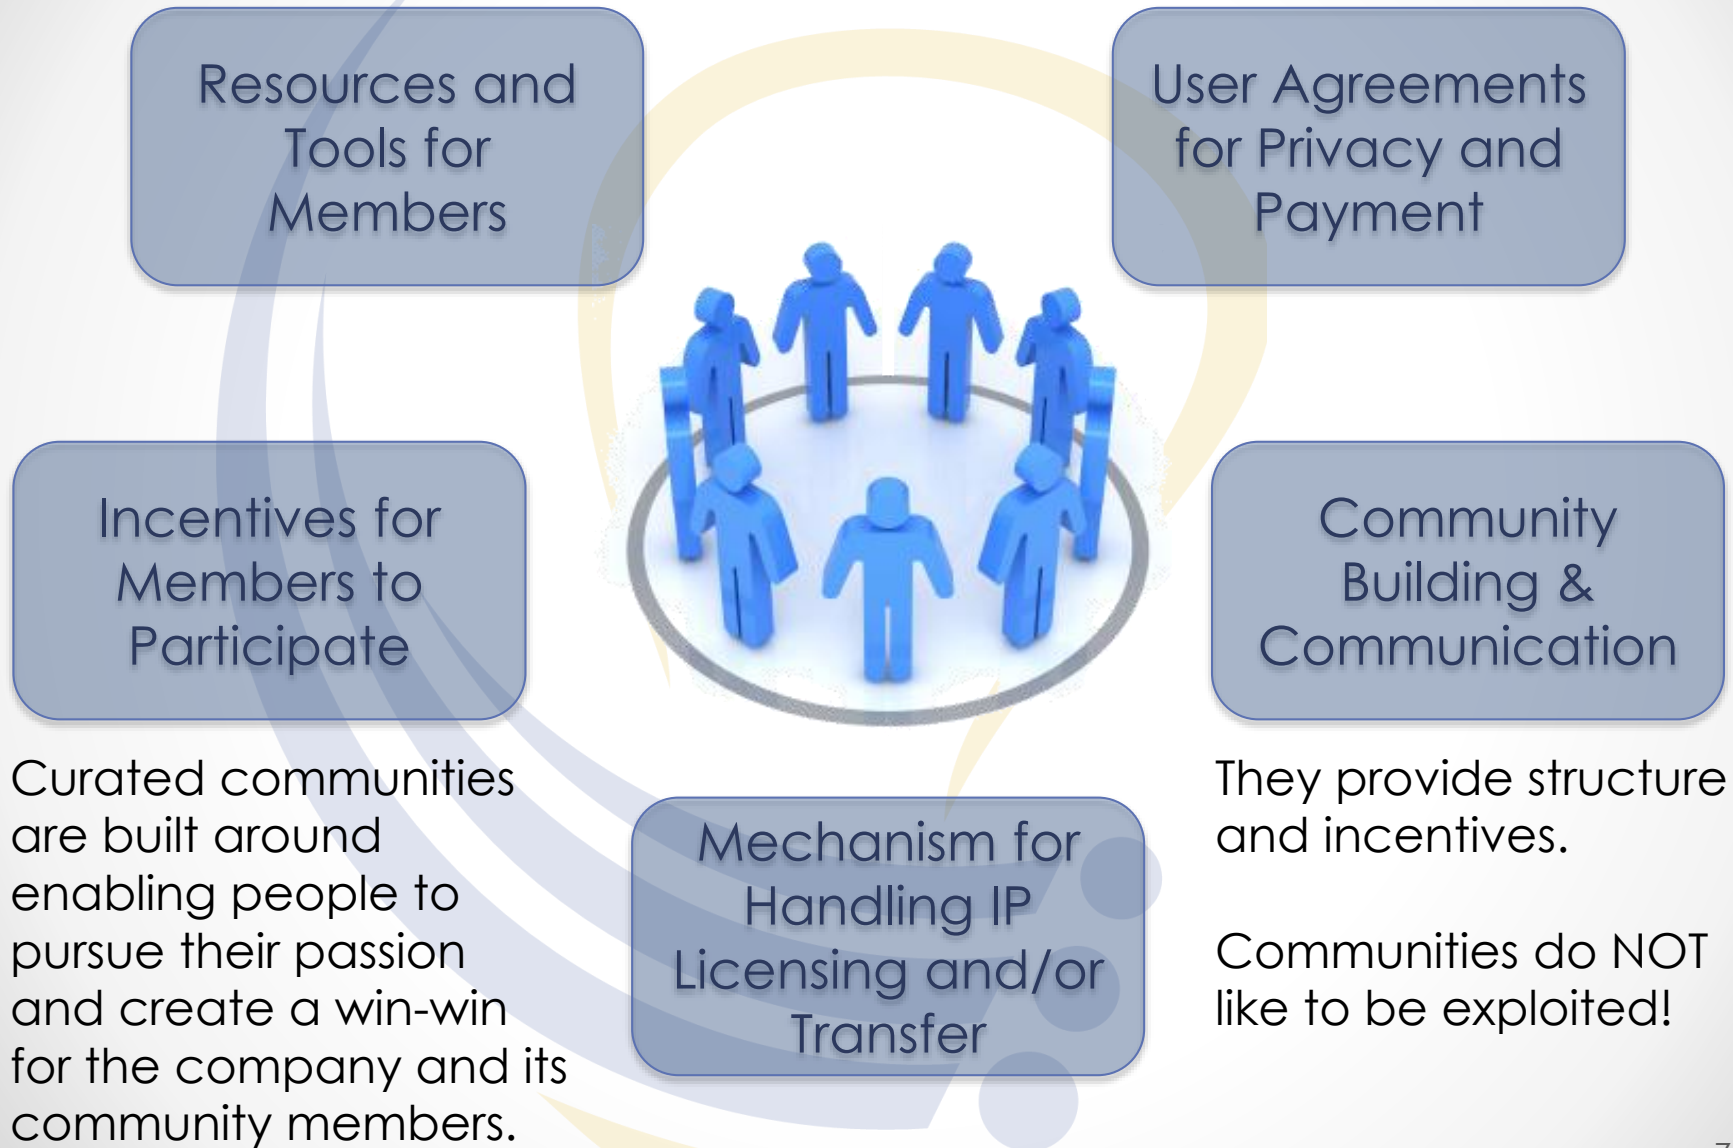 Resources and
Tools for
Members
User Agreements
for Privacy and
Payment
Incentives for
Members to
Participate
Community
Building &
Communication
Curated communities
are built around
enabling people to
pursue their passion
and create a win-win
for the company and its
community members.
Mechanism for
Handling IP
Licensing and/or
Transfer
They provide structure
and incentives.
Communities do NOT
like to be exploited!